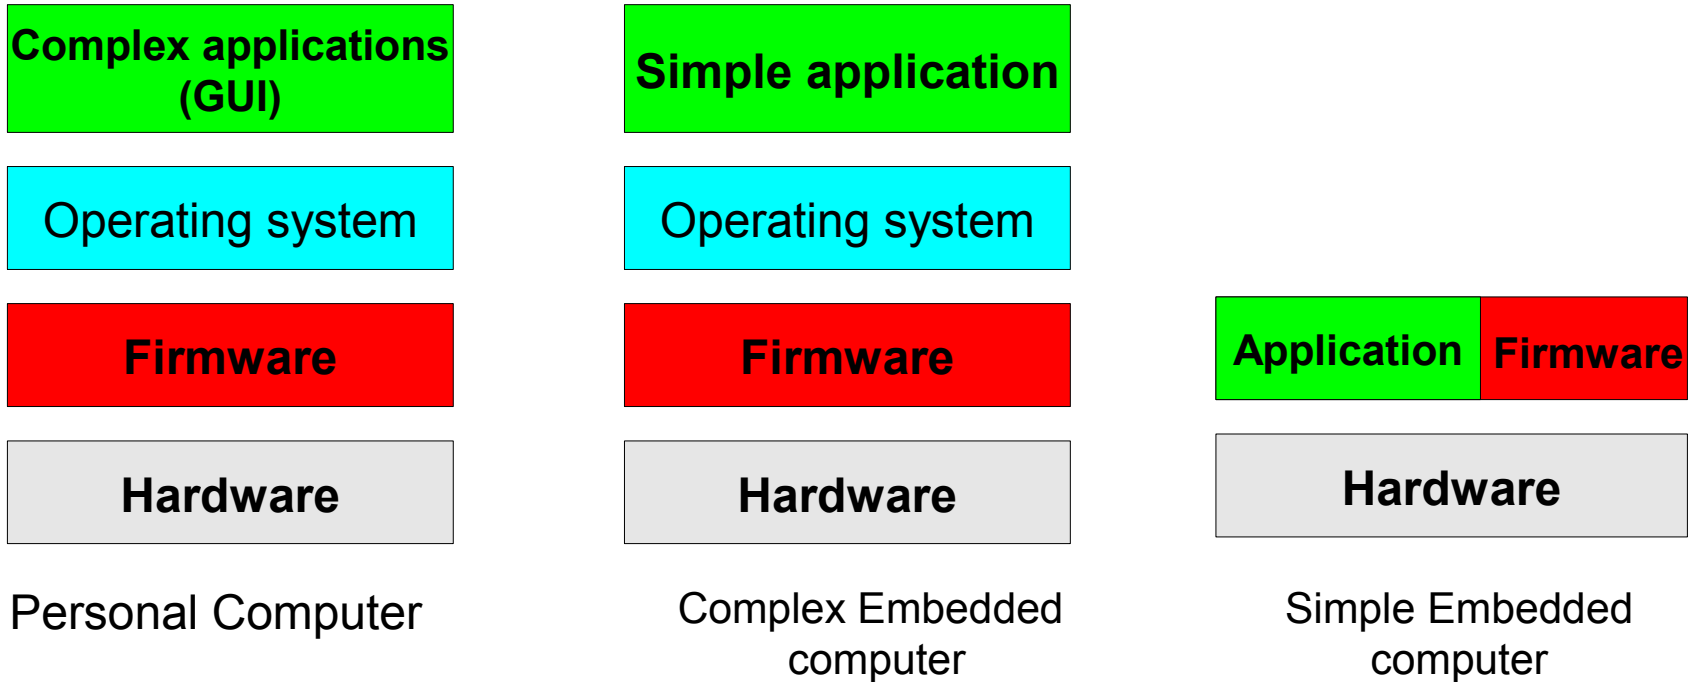 Complex applications
(GUI)
Operating system
Firmware
Hardware
Personal Computer
Simple application
Operating system
Firmware
Hardware
Complex Embedded
computer
Application
Firmware
Hardware
Simple Embedded
computer